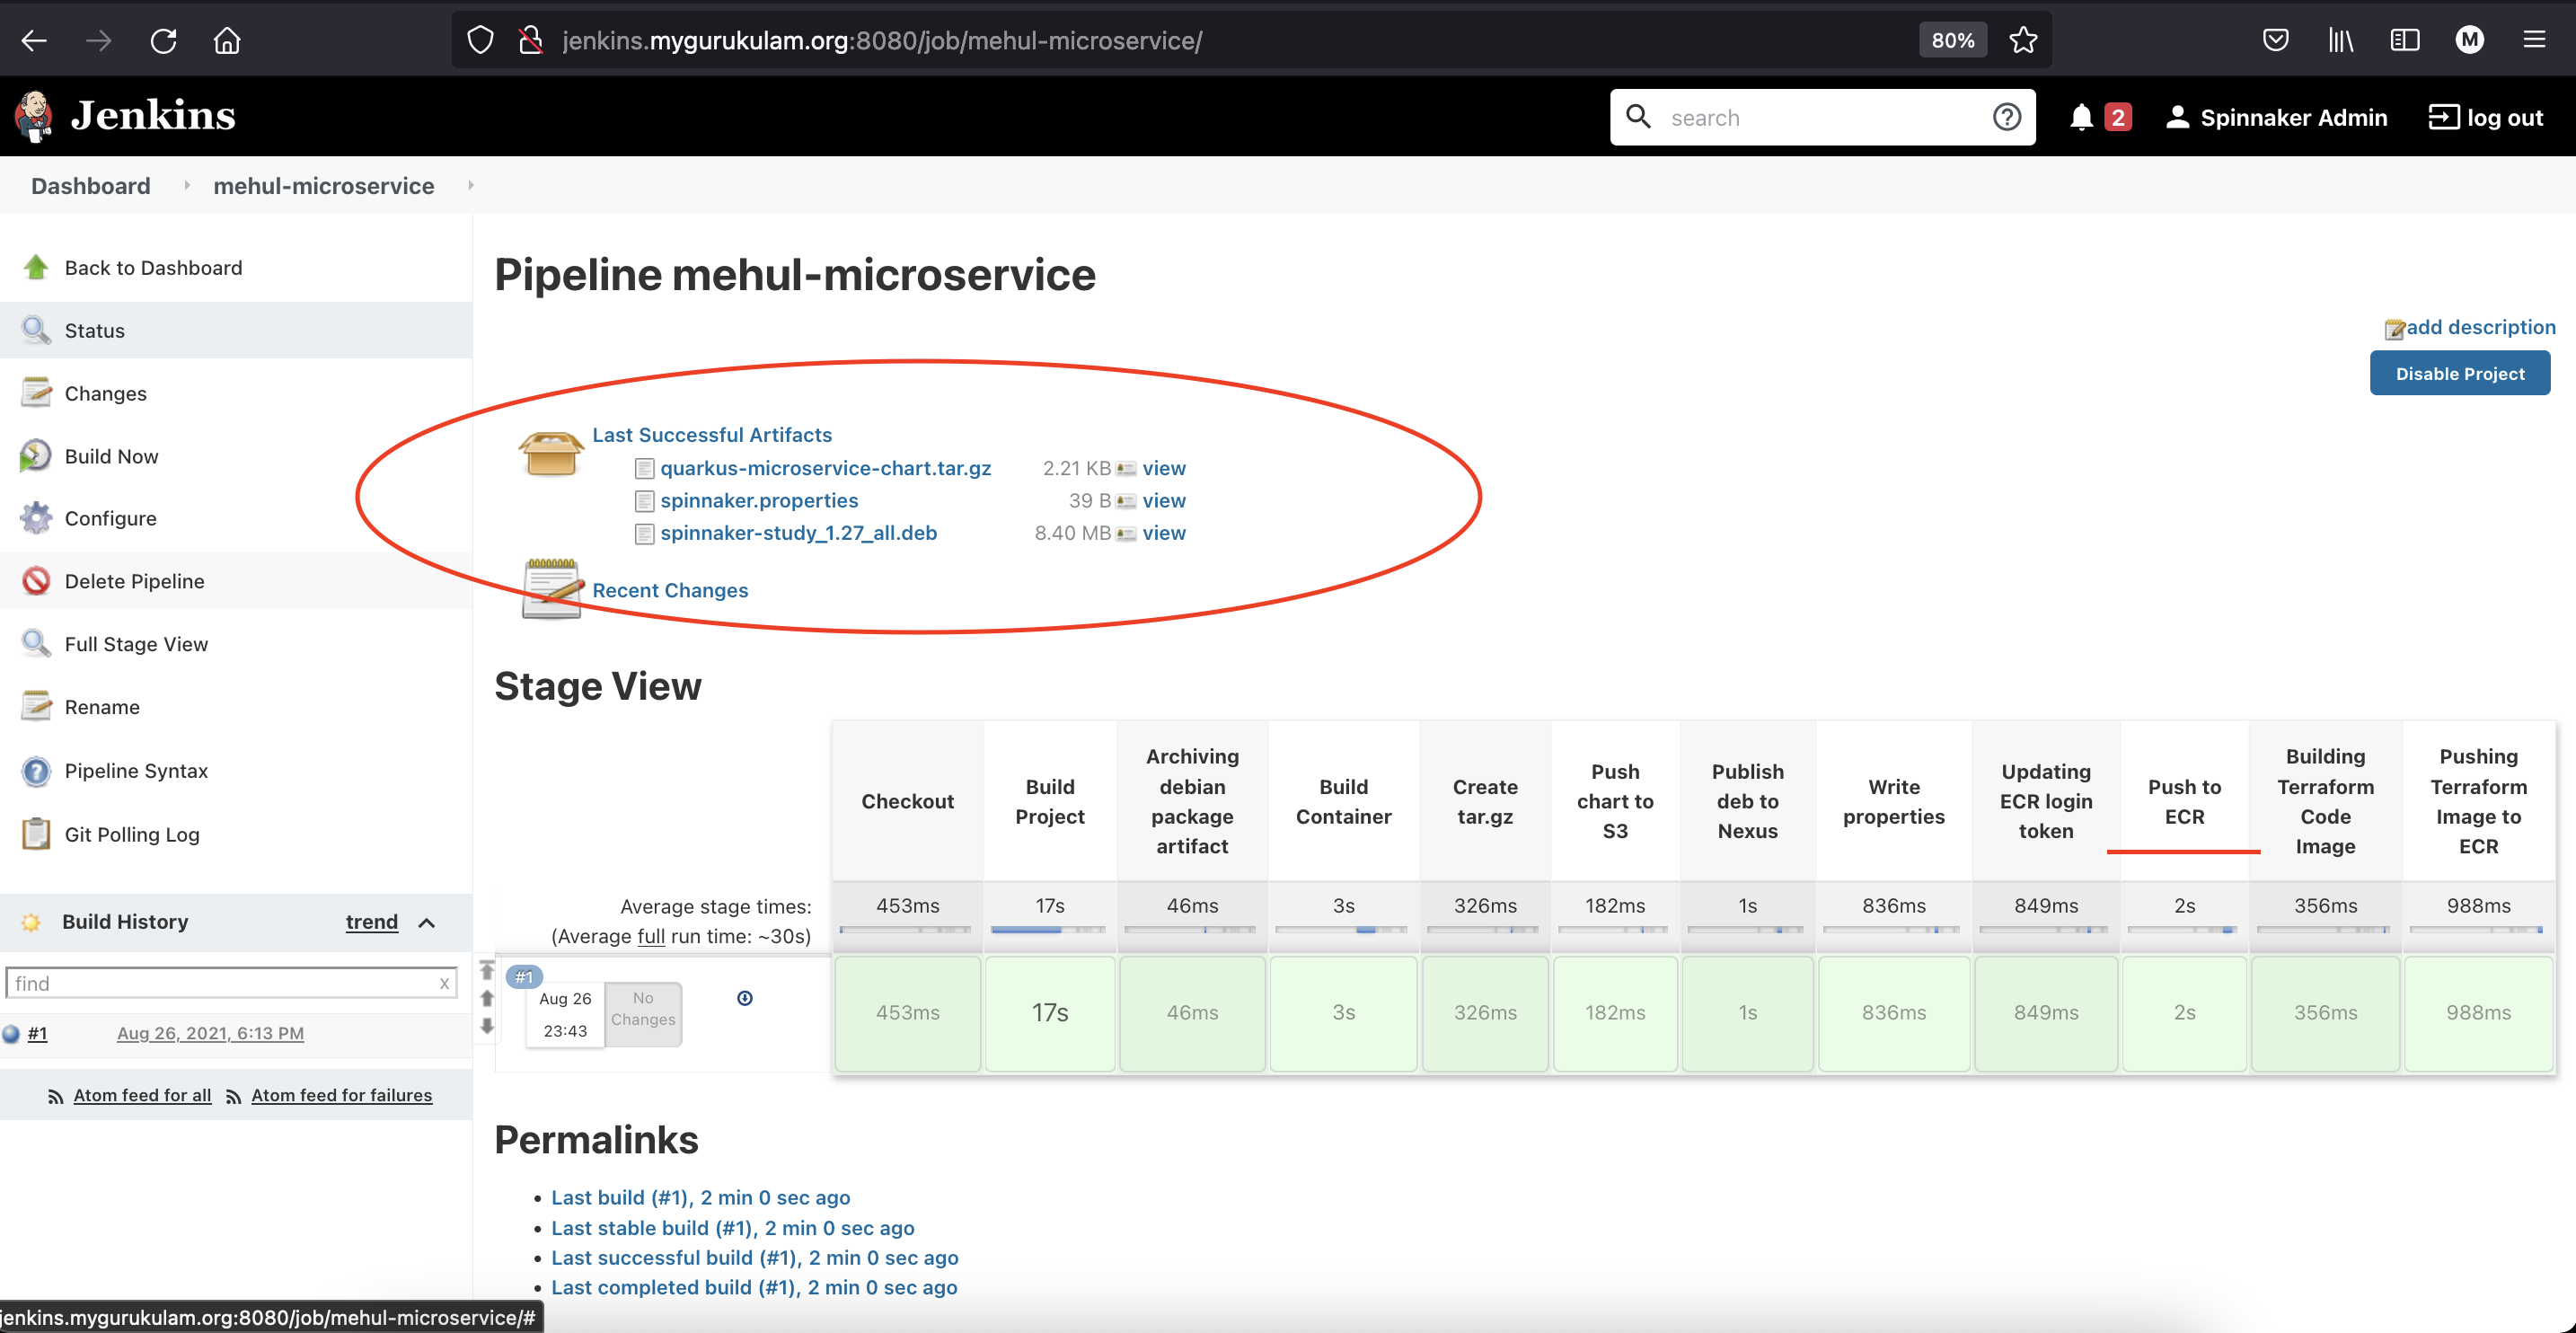 jenkins.mygurukulam.org:8080/job/mehul-microservice/
80%
M
Jenkins
search
2
Spinnaker Admin
log out
Dashboard
mehul-microservice
Back to Dashboard
Status
Changes
Build Now
Configure
Delete Pipeline
Full Stage View
Rename
Pipeline Syntax
Git Polling Log
Build History
trend
find
x
#1
Aug 26, 2021, 6:13 PM
Atom feed for all
Atom feed for failures
Pipeline mehul-microservice
add description
Disable Project
Last Successful Artifacts
quarkus-microservice-chart.tar.gz 2.21 KB view
spinnaker.properties 39 B view
spinnaker-study_1.27_all.deb 8.40 MB view
Recent Changes
Stage View
Checkout
Build
Project
Archiving
debian
package
artifact
Build
Container
Create
tar.gz
Push
chart to
S3
Publish
deb to
Nexus
Write
properties
Updating
ECR login
token
Push to
ECR
Building
Terraform
Code
Image
Pushing
Terraform
Image to
ECR
Average stage times:
(Average full run time: ~30s)
453ms 17s 46ms 3s 326ms 182ms 1s 836ms 849ms 2s 356ms 988ms
#1
Aug 26
23:43
No
Changes
453ms 17s 46ms 3s 326ms 182ms 1s 836ms 849ms 2s 356ms 988ms
Permalinks
Last build (#1), 2 min 0 sec ago
Last stable build (#1), 2 min 0 sec ago
Last successful build (#1), 2 min 0 sec ago
Last completed build (#1), 2 min 0 sec ago
jenkins.mygurukulam.org:8080/job/mehul-microservice/#